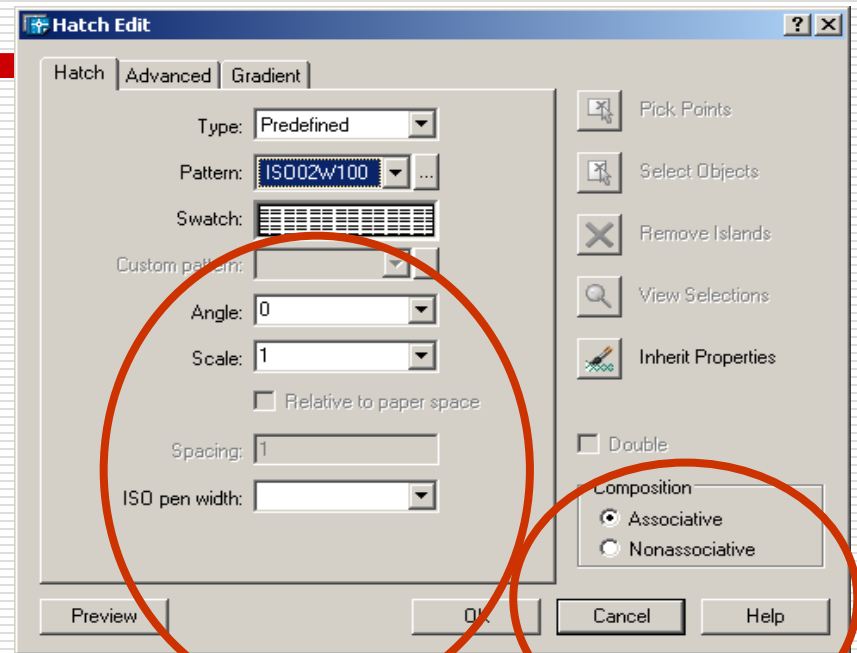 Hatch Edit
Hatch Advanced Gradient
Type: Predefined
Pattern: ISO02W100 ...
Swatch:
Custom pattern:
Angle: 0
Scale: 1
Relative to paper space
Spacing: 1
ISO pen width:
Pick Points
Select Objects
Remove Islands
View Selections
Inherit Properties
Double
Composition
Associative
Nonassociative
Preview OK Cancel Help